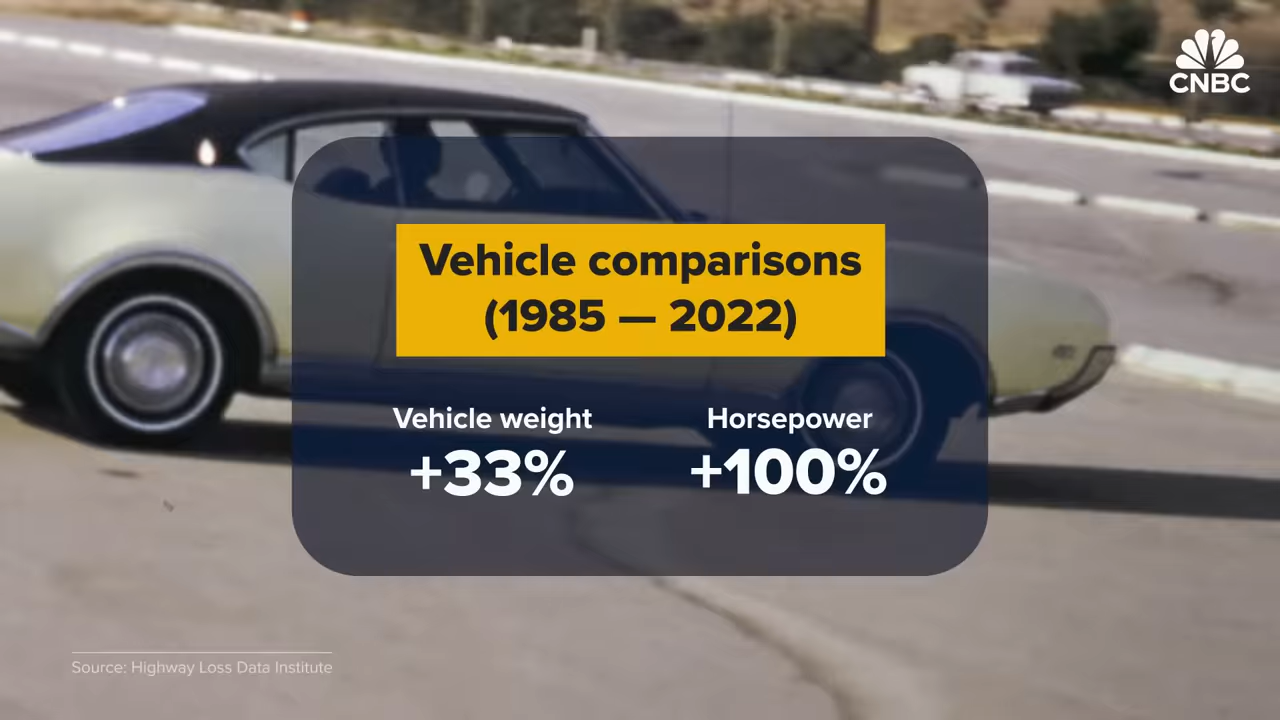 CNBC
Vehicle comparisons
(1985 — 2022)
Vehicle weight
+33%
Horsepower
+100%
Source: Highway Loss Data Institute